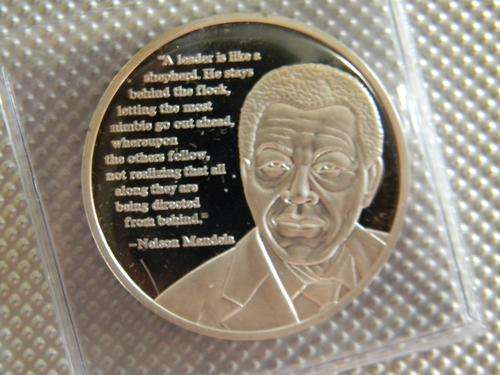 "A leader is like a
shepherd. He stays
behind the flock,
letting the most
nimble go out ahead,
whereupon
the others follow,
not realizing that all
along they are
being directed
from behind."
–Nelson Mandela